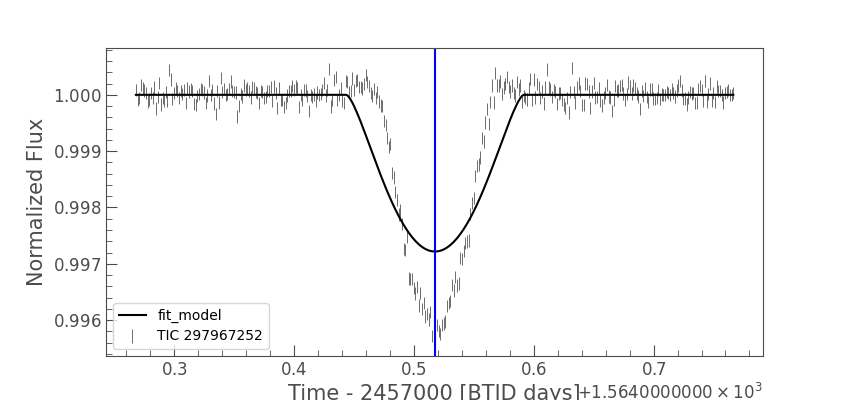 1.000
0.999
0.998
0.997
0.996
Normalized Flux
fit_model
TIC 297967252
0.3 0.4 0.5 0.6 0.7
Time - 2457000 [BTJD days]
+1.5640000000 × 10³